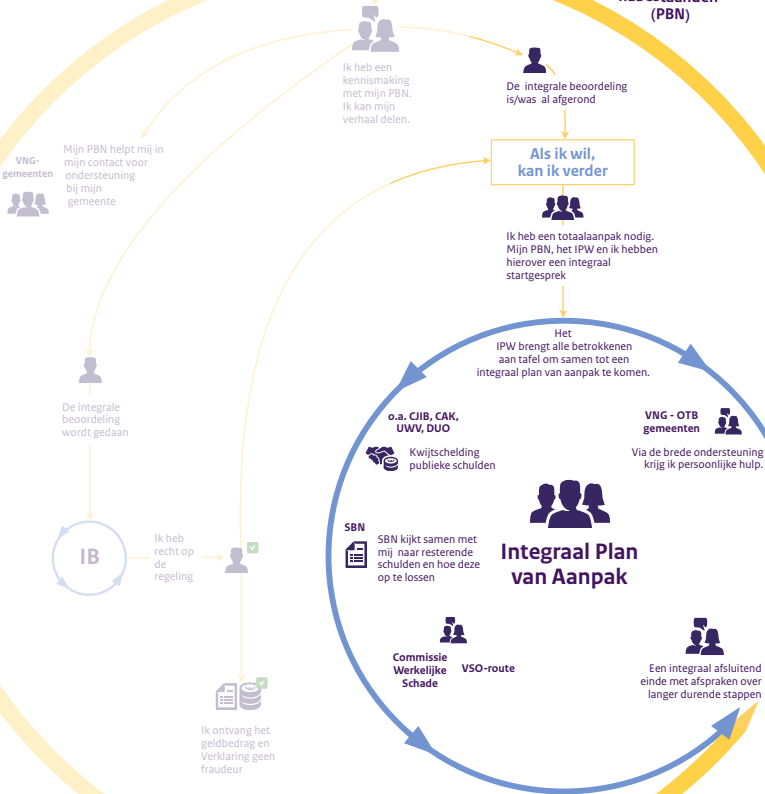 (PBN)
Ik heb een
kennismaking
met mijn PBN.
Ik kan mijn
verhaal delen.
De integrale beoordeling
is/was al afgerond
VNG-
gemeenten
Mijn PBN helpt mij in
mijn contact voor
ondersteuning
bij mijn
gemeente
Als ik wil,
kan ik verder
Ik heb een totaalaanpak nodig.
Mijn PBN, het IPW en ik hebben
hierover een integraal
startgesprek
Het
IPW brengt alle betrokkenen
aan tafel om samen tot een
integraal plan van aanpak te komen.
De integrale
beoordeling
wordt gedaan
o.a. CJIB, CAK,
UWV, DUO
Kwijtschelding
publieke schulden
VNG - OTB
gemeenten
Via de brede ondersteuning
krijg ik persoonlijke hulp.
IB
Ik heb
recht op
de
regeling
SBN
SBN kijkt samen met
mij naar resterende
schulden en hoe deze
op te lossen
Integraal Plan
van Aanpak
Commissie
Werkelijke
Schade
VSO-route
Een integraal afsluitend
einde met afspraken over
langer durende stappen
Ik ontvang het
geldbedrag en
Verklaring geen
fraudeur